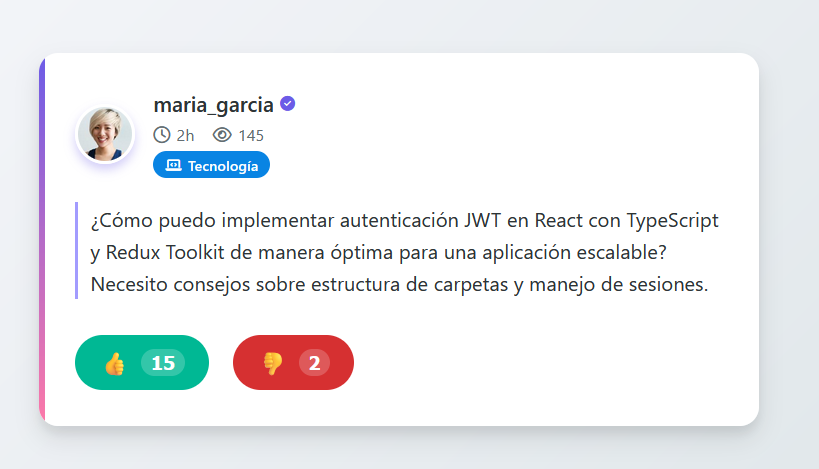 maria_garcia
2h 145
Tecnología
¿Cómo puedo implementar autenticación JWT en React con TypeScript
y Redux Toolkit de manera óptima para una aplicación escalable?
Necesito consejos sobre estructura de carpetas y manejo de sesiones.
👍 15 👎 2